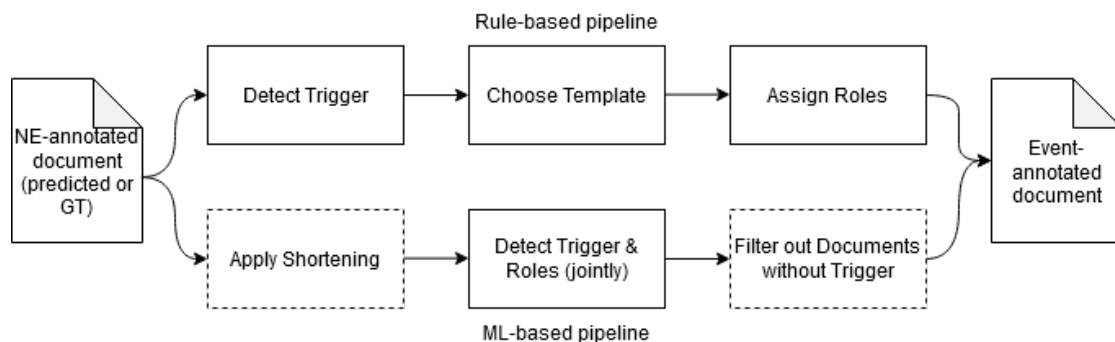 Rule-based pipeline
NE-annotated
document
(predicted or
GT)
Detect Trigger
Choose Template
Assign Roles
Event-
annotated
document
Apply Shortening
Detect Trigger &
Roles (jointly)
Filter out Documents
without Trigger
ML-based pipeline